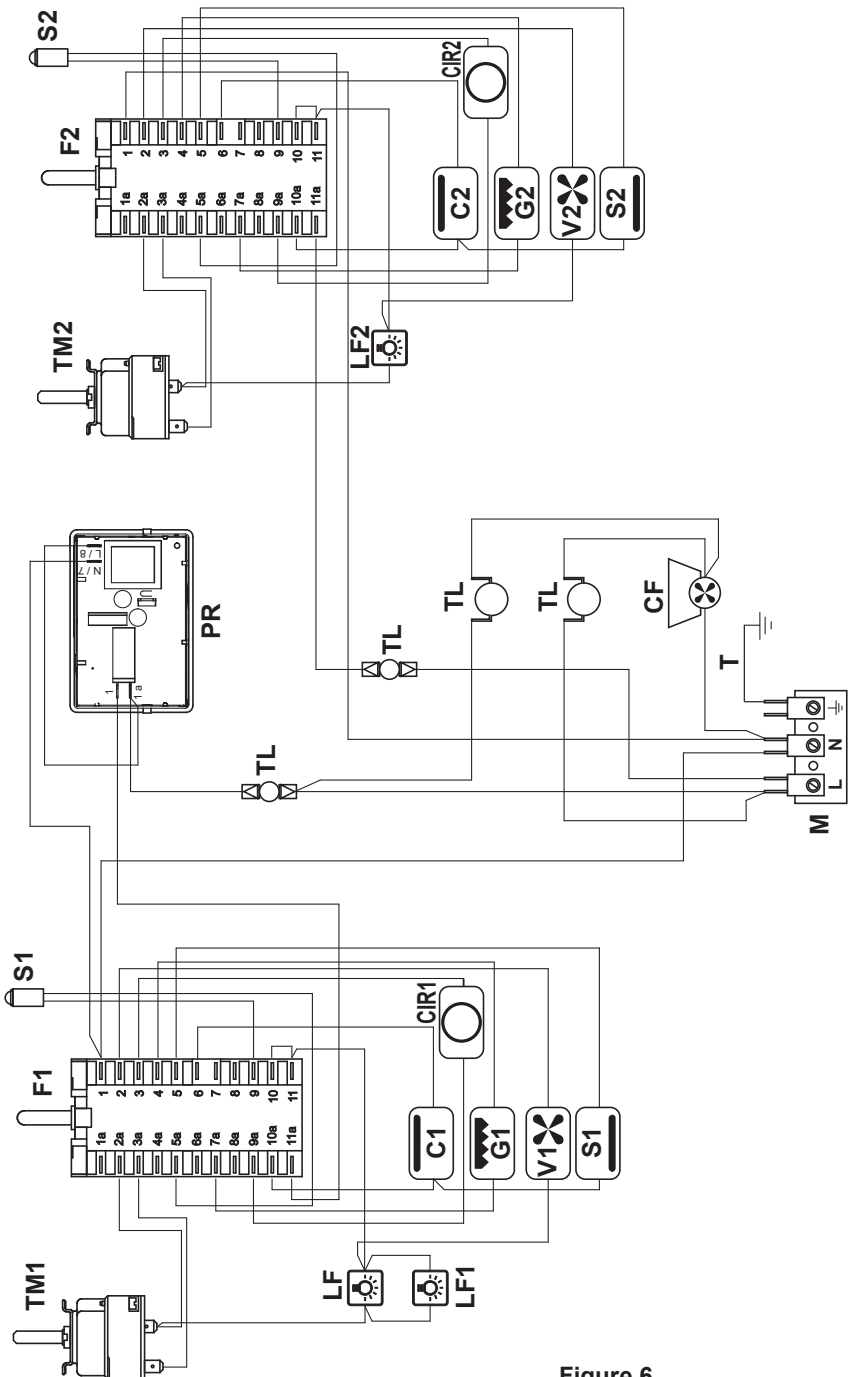 S2
F2
1a 1
2a 2
3a 3
4a 4
5a 5
6a 6
7a 7
8a 8
9a 9
10a 10
11a 11
TM2
CIR2
C2
G2
V2
S2
LF2
L / 8
N / 7
1
1 a
PR
TL
TL
TL
TL
CF
T
L
N
M
S1
F1
1a 1
2a 2
3a 3
4a 4
5a 5
6a 6
7a 7
8a 8
9a 9
10a 10
11a 11
TM1
CIR1
C1
G1
V1
S1
LF
LF1
Figure 6